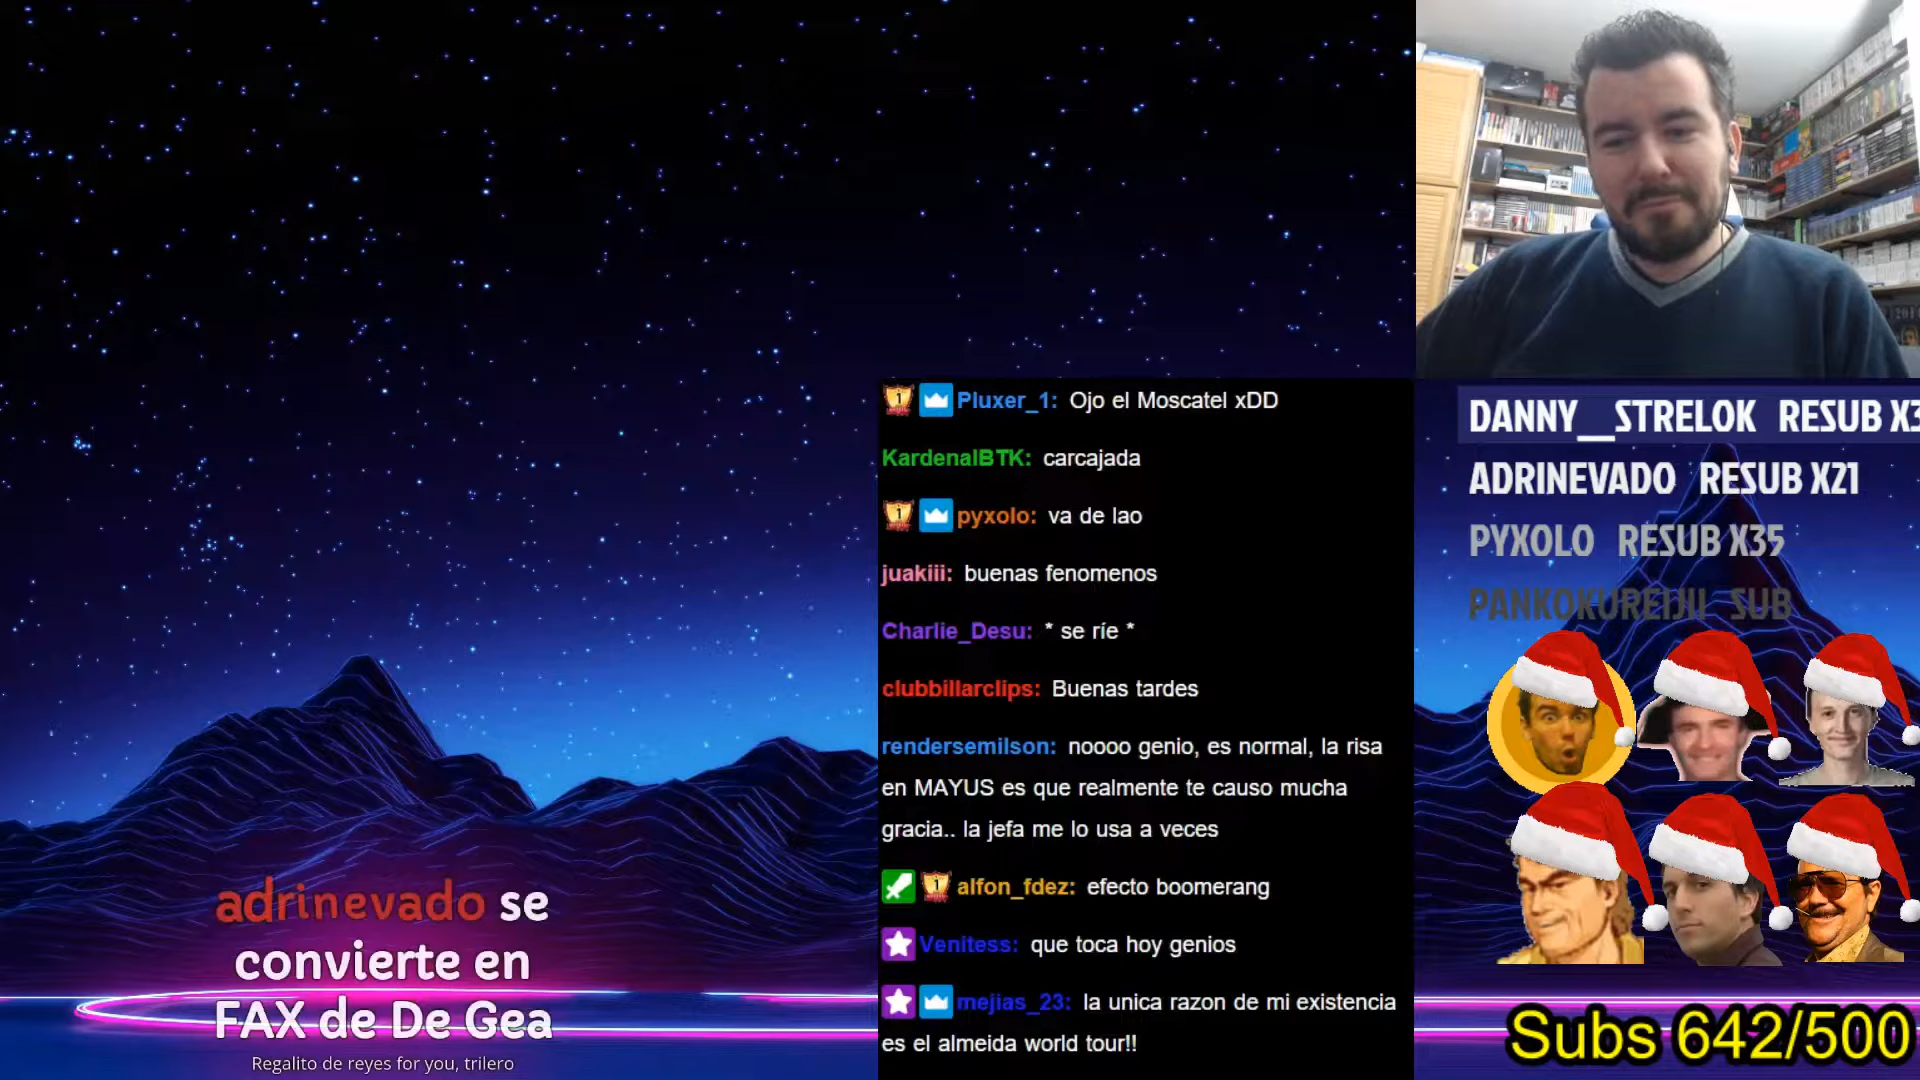 Pluxer_1: Ojo el Moscatel xDD
KardenalBTK: carcajada
pyxolo: va de lao
juakiii: buenas fenomenos
Charlie_Desu: * se ríe *
clubbillarclips: Buenas tardes
rendersemilson: noooo genio, es normal, la risa
en MAYUS es que realmente te causo mucha
gracia.. la jefa me lo usa a veces
alfon_fdez: efecto boomerang
Venitess: que toca hoy genios
mejias_23: la unica razon de mi existencia
es el almeida world tour!!
DANNY__STRELOK RESUB X3
ADRINEVADO RESUB X21
PYXOLO RESUB X35
PANKOKUREIJII SUB
adrinevado se
convierte en
FAX de De Gea
Regalito de reyes for you, trilero
Subs 642/500